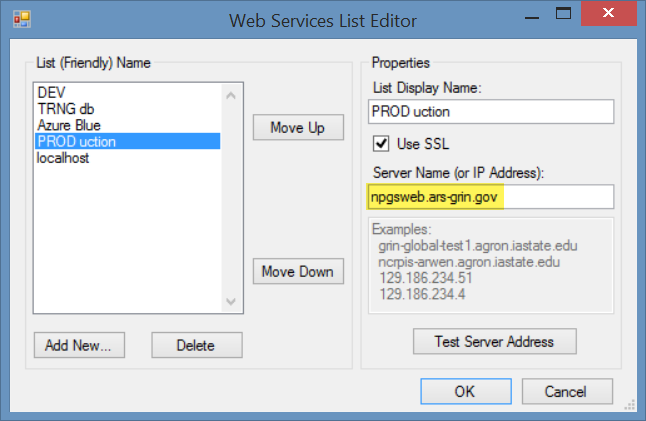 Web Services List Editor
List (Friendly) Name
DEV
TRNG db
Azure Blue
PROD uction
localhost
Move Up
Move Down
Add New...
Delete
Properties
List Display Name:
PROD uction
Use SSL
Server Name (or IP Address):
npgsweb.ars-grin.gov
Examples:
grin-global-test1.agron.iastate.edu
ncrpis-arwen.agron.iastate.edu
129.186.234.51
129.186.234.4
Test Server Address
OK
Cancel